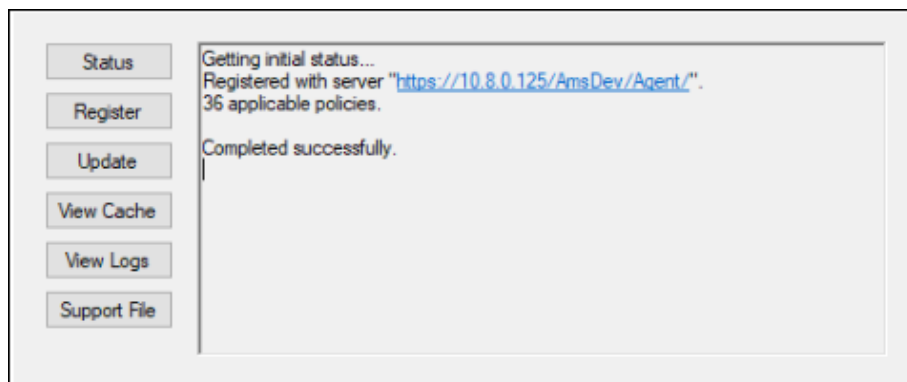 Status
Register
Update
View Cache
View Logs
Support File
Getting initial status...
Registered with server "https://10.8.0.125/AmsDev/Agent/".
36 applicable policies.
Completed successfully.